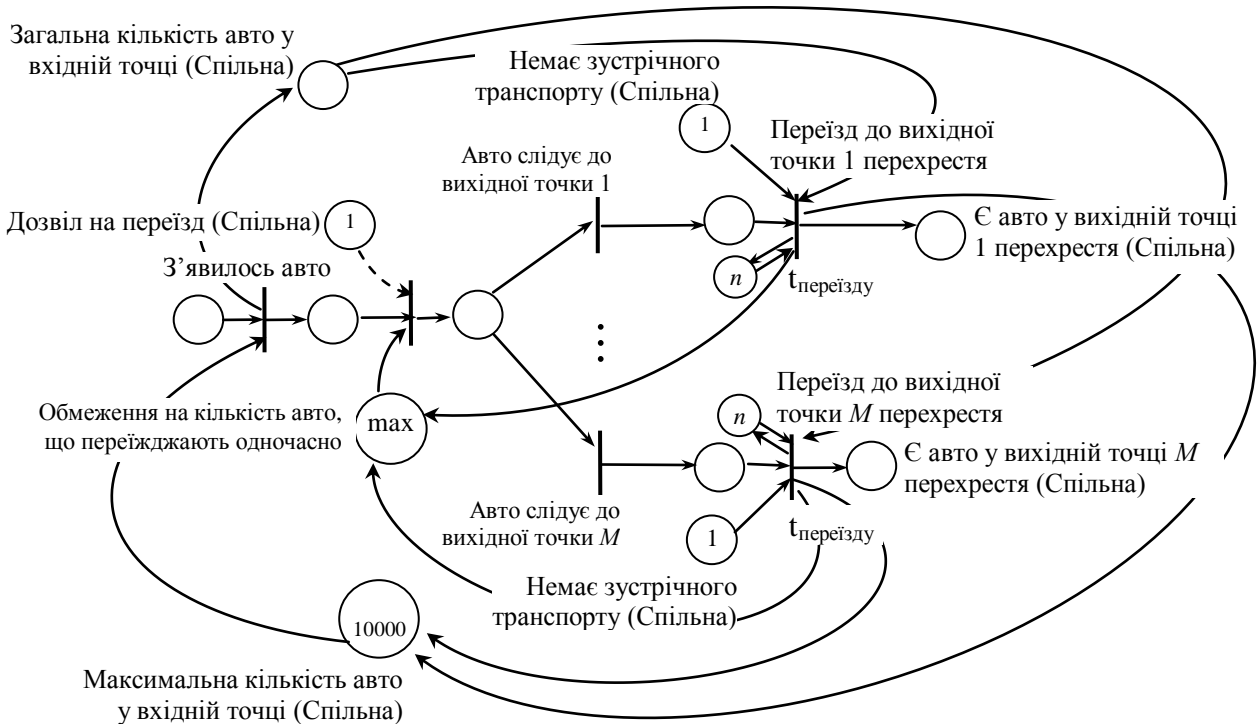 Загальна кількість авто у
вхідній точці (Спільна)
Немає зустрічного
транспорту (Спільна)
1
Переїзд до вихідної
точки 1 перехрестя
Авто слідує до
вихідної точки 1
Дозвіл на переїзд (Спільна)
1
Є авто у вихідній точці
1 перехрестя (Спільна)
З’явилось авто
n
tпереїзду
⋮
Обмеження на кількість авто,
що переїжджають одночасно
max
Переїзд до вихідної
точки M перехрестя
n
Є авто у вихідній точці M
перехрестя (Спільна)
Авто слідує до
вихідної точки M
1
tпереїзду
Немає зустрічного
транспорту (Спільна)
10000
Максимальна кількість авто
у вхідній точці (Спільна)